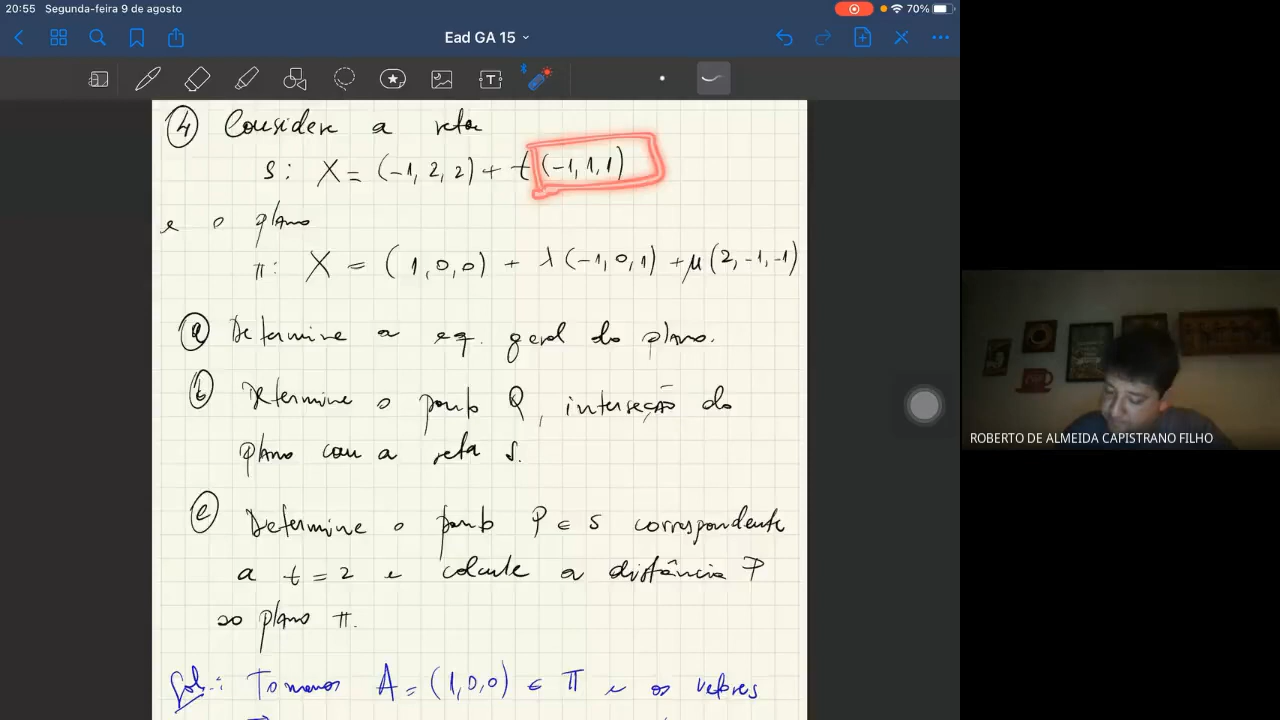 20:55 Segunda-feira 9 de agosto
70%
Ead GA 15
④ Considere a reta
s: X = (-1, 2, 2) + t (-1, 1, 1)
e o plano
π: X = (1, 0, 0) + λ(-1, 0, 1) + μ(2, -1, -1)
ⓐ Determine a eq. geral do plano.
ⓑ Determine o ponto Q, interseção do
plano com a reta s.
ⓒ Determine o ponto P ∈ s correspondente
a t = 2 e calcule a distância P
ao plano π.
Sol.: Tomemos A = (1, 0, 0) ∈ π e os vetores
ROBERTO DE ALMEIDA CAPISTRANO FILHO